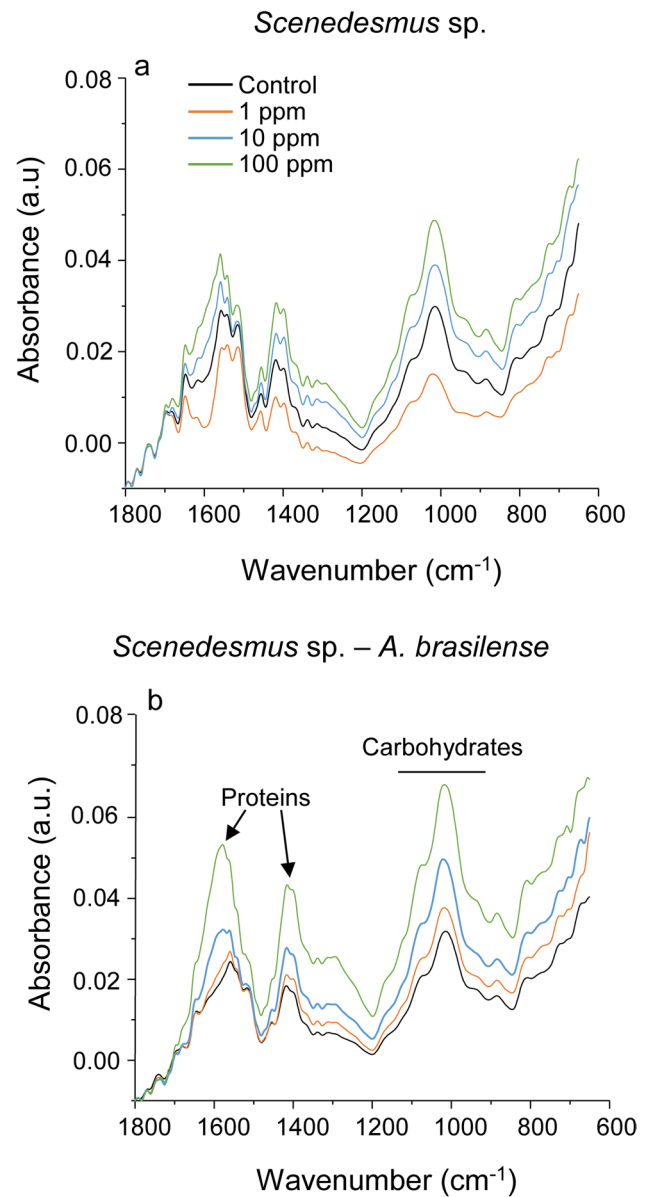 Scenedesmus sp.
a
Control
1 ppm
10 ppm
100 ppm
0.08
0.06
0.04
0.02
0.00
Absorbance (a.u)
1800 1600 1400 1200 1000 800 600
Wavenumber (cm-1)
Scenedesmus sp. – A. brasilense
b
Carbohydrates
Proteins
0.08
0.06
0.04
0.02
0.00
Absorbance (a.u.)
1800 1600 1400 1200 1000 800 600
Wavenumber (cm-1)